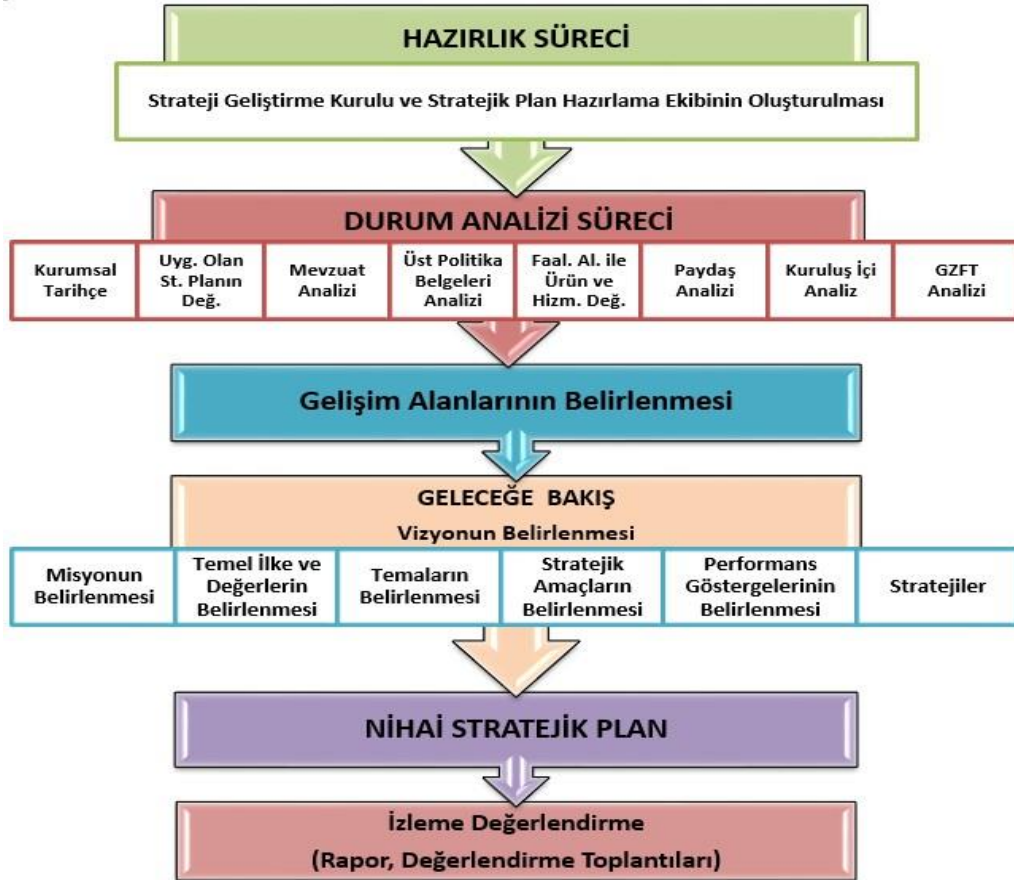 HAZIRLIK SÜRECİ
Strateji Geliştirme Kurulu ve Stratejik Plan Hazırlama Ekibinin Oluşturulması
DURUM ANALİZİ SÜRECİ
Kurumsal
Tarihçe
Uyg. Olan
St. Planın
Değ.
Mevzuat
Analizi
Üst Politika
Belgeleri
Analizi
Faal. Al. ile
Ürün ve
Hizm. Değ.
Paydaş
Analizi
Kuruluş İçi
Analiz
GZFT
Analizi
Gelişim Alanlarının Belirlenmesi
GELECEĞE BAKIŞ
Vizyonun Belirlenmesi
Misyonun
Belirlenmesi
Temel İlke ve
Değerlerin
Belirlenmesi
Temaların
Belirlenmesi
Stratejik
Amaçların
Belirlenmesi
Performans
Göstergelerinin
Belirlenmesi
Stratejiler
NİHAİ STRATEJİK PLAN
İzleme Değerlendirme
(Rapor, Değerlendirme Toplantıları)